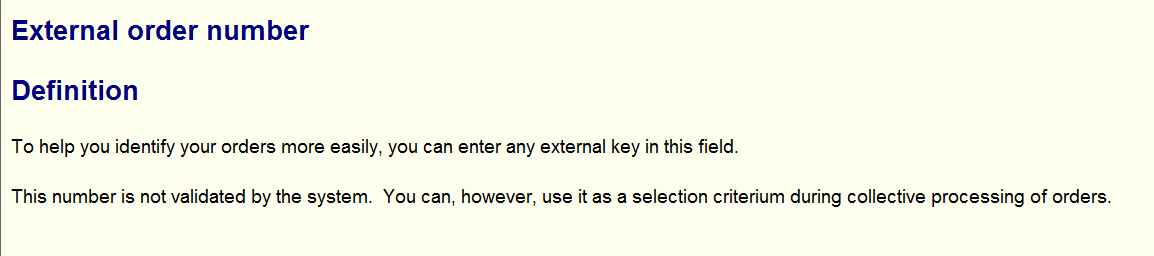 External order number
Definition
To help you identify your orders more easily, you can enter any external key in this field.
This number is not validated by the system.  You can, however, use it as a selection criterium during collective processing of orders.